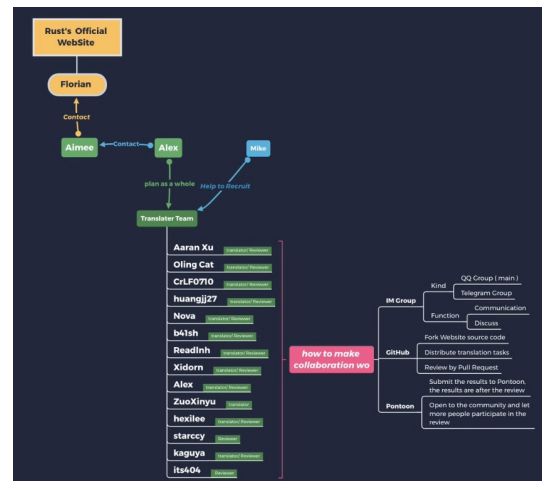 Rust's Official
WebSite
Florian
Contact
Aimee
Contact
Alex
Mike
plan as a whole
Help to Recruit
Translater Team
Aaran Xu
translator/ Reviewer
Oling Cat
translator/ Reviewer
CrLF0710
translator/ Reviewer
huangjj27
translator/ Reviewer
Nova
translator/ Reviewer
b41sh
translator/ Reviewer
ReadInh
translator/ Reviewer
Xidorn
translator/ Reviewer
Alex
translator/ Reviewer
ZuoXinyu
translator
hexilee
translator/ Reviewer
starccy
Reviewer
kaguya
translator/ Reviewer
its404
Reviewer
how to make
collaboration wo
IM Group
Kind
QQ Group ( main )
Telegram Group
Function
Communication
Discuss
GitHub
Fork Website source code
Distribute translation tasks
Review by Pull Request
Pontoon
Submit the results to Pontoon,
the results are after the review
Open to the community and let
more people participate in the
review